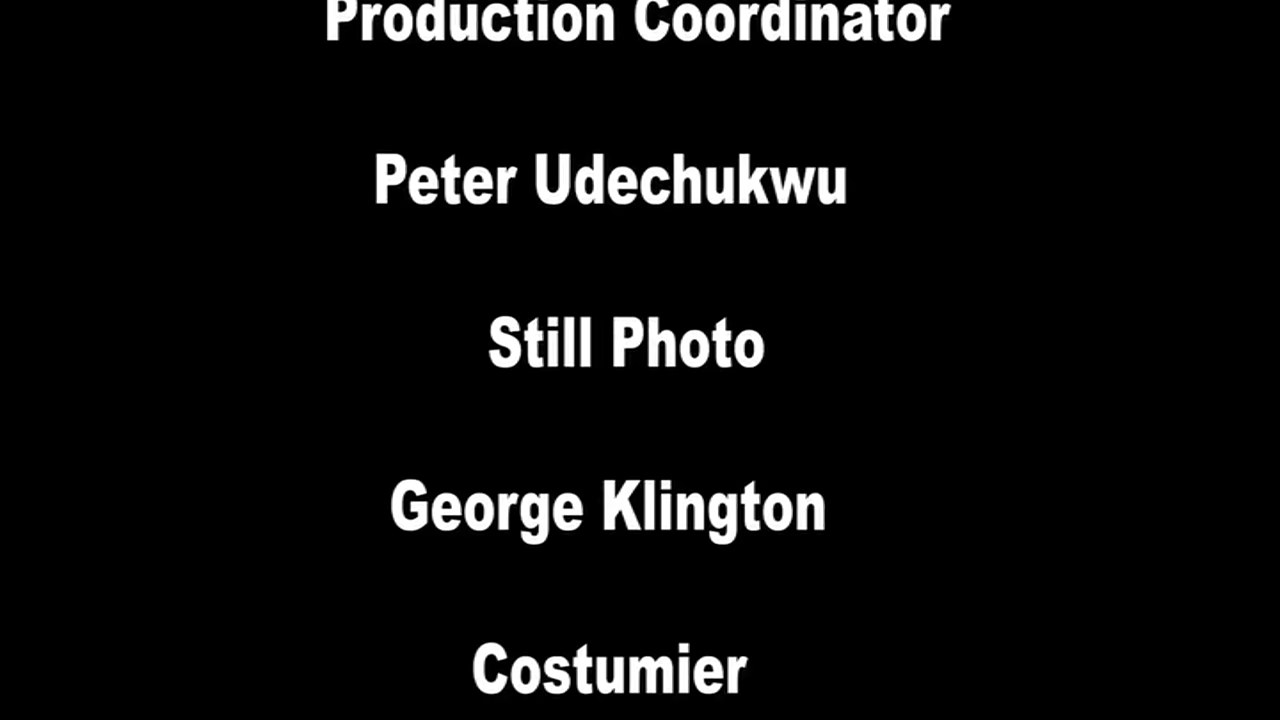 Production Coordinator
Peter Udechukwu
Still Photo
George Klington
Costumier